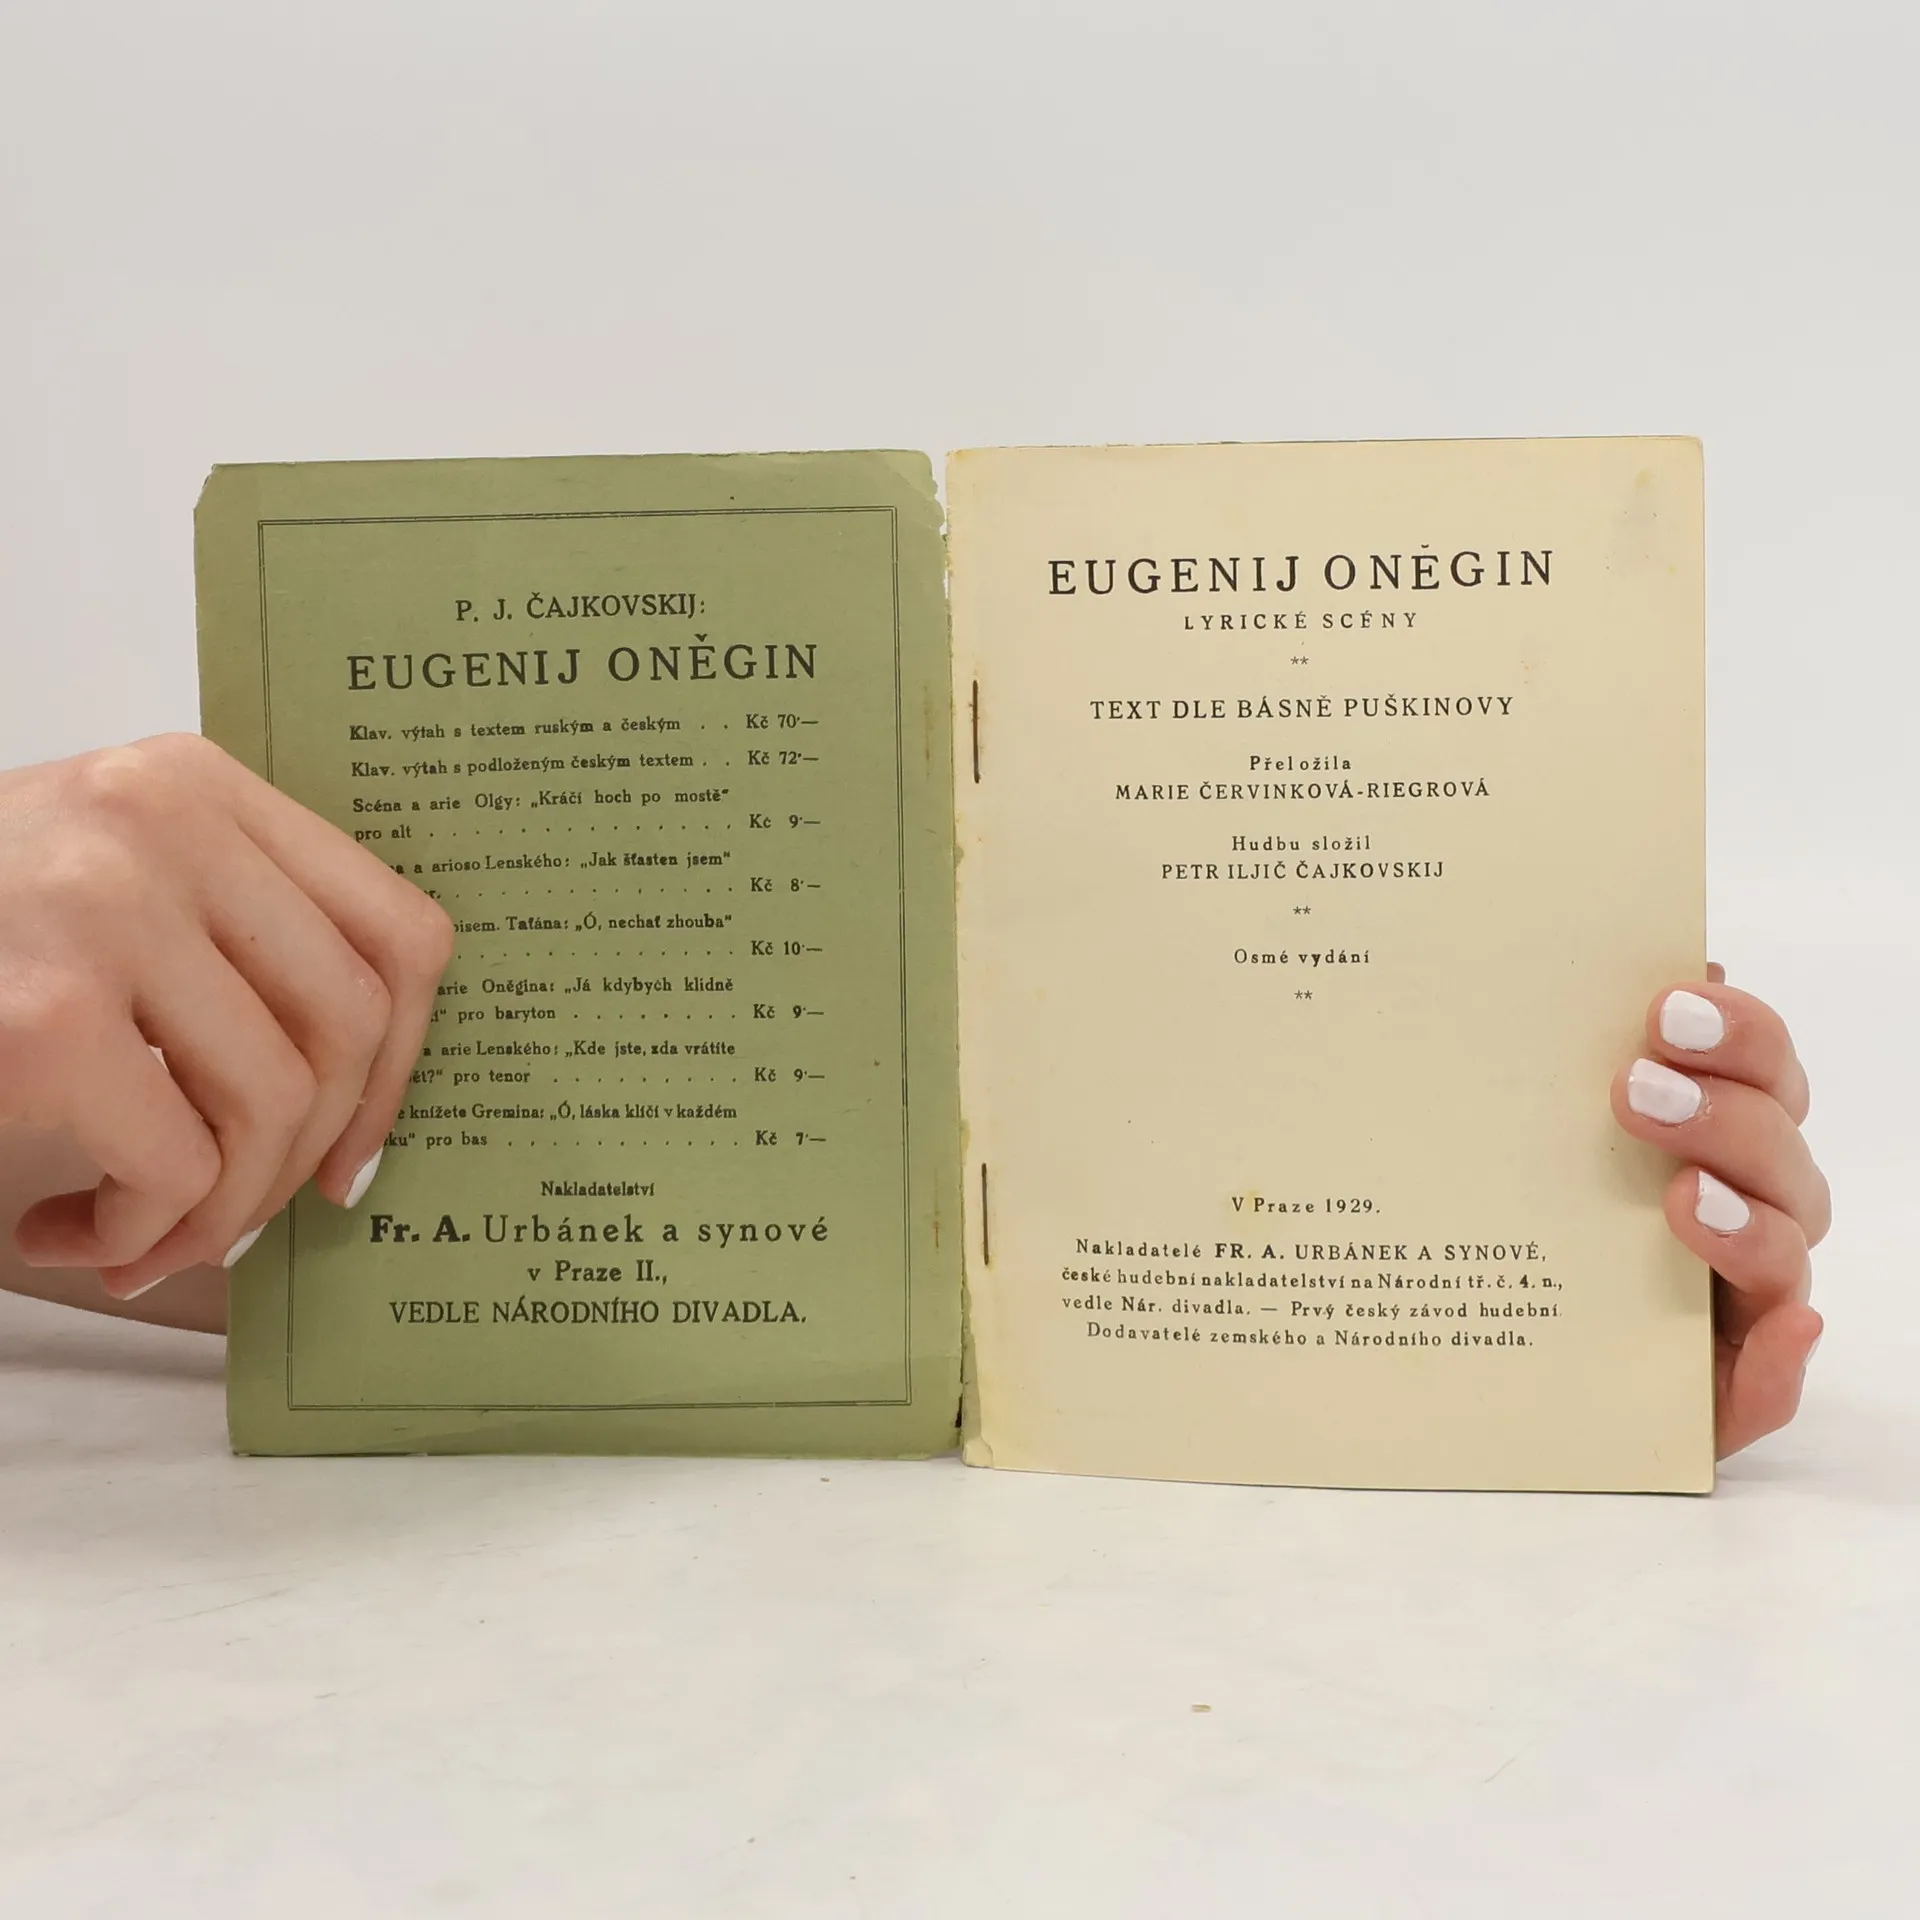 P. J. ČAJKOVSKIJ:
EUGENIJ ONĚGIN
Klav. výtah s textem ruským a českým . . Kč 70·—
Klav. výtah s podloženým českým textem . . Kč 72·—
Scéna a arie Olgy: „Kráčí hoch po mostě"
pro alt . . . . . . . . . . . . . . Kč 9·—
a arioso Lenského: „Jak šťasten jsem"
. . . . . . . . . . . . . Kč 8·—
Taťána: „Ó, nechať zhouba"
. . . . . . . . . . . . . Kč 10·—
arie Oněgina: „Já kdybych klidně
pro baryton . . . . . . . . Kč 9·—
a arie Lenského: „Kde jste, zda vrátíte
pro tenor . . . . . . . . . Kč 9·—
knížete Gremina: „Ó, láska klíčí v každém
pro bas . . . . . . . . . . . Kč 7·—
Nakladatelství
Fr. A. Urbánek a synové
v Praze II.,
VEDLE NÁRODNÍHO DIVADLA.
EUGENIJ ONĚGIN
LYRICKÉ SCÉNY
**
TEXT DLE BÁSNĚ PUŠKINOVY
Přeložila
MARIE ČERVINKOVÁ-RIEGROVÁ
Hudbu složil
PETR ILJIČ ČAJKOVSKIJ
**
Osmé vydání
**
V Praze 1929.
Nakladatelé FR. A. URBÁNEK A SYNOVÉ,
české hudební nakladatelství na Národní tř. č. 4. n.,
vedle Nár. divadla. — Prvý český závod hudební.
Dodavatelé zemského a Národního divadla.